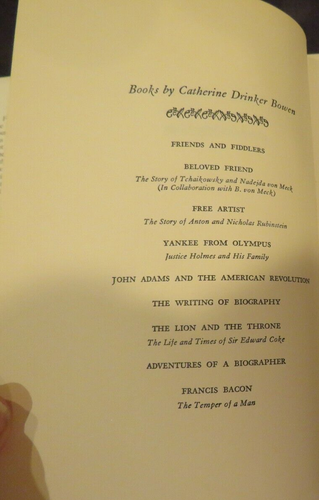 Books by Catherine Drinker Bowen
FRIENDS AND FIDDLERS
BELOVED FRIEND
The Story of Tchaikowsky and Nadejda von Meck
(In Collaboration with B. von Meck)
FREE ARTIST
The Story of Anton and Nicholas Rubinstein
YANKEE FROM OLYMPUS
Justice Holmes and His Family
JOHN ADAMS AND THE AMERICAN REVOLUTION
THE WRITING OF BIOGRAPHY
THE LION AND THE THRONE
The Life and Times of Sir Edward Coke
ADVENTURES OF A BIOGRAPHER
FRANCIS BACON
The Temper of a Man